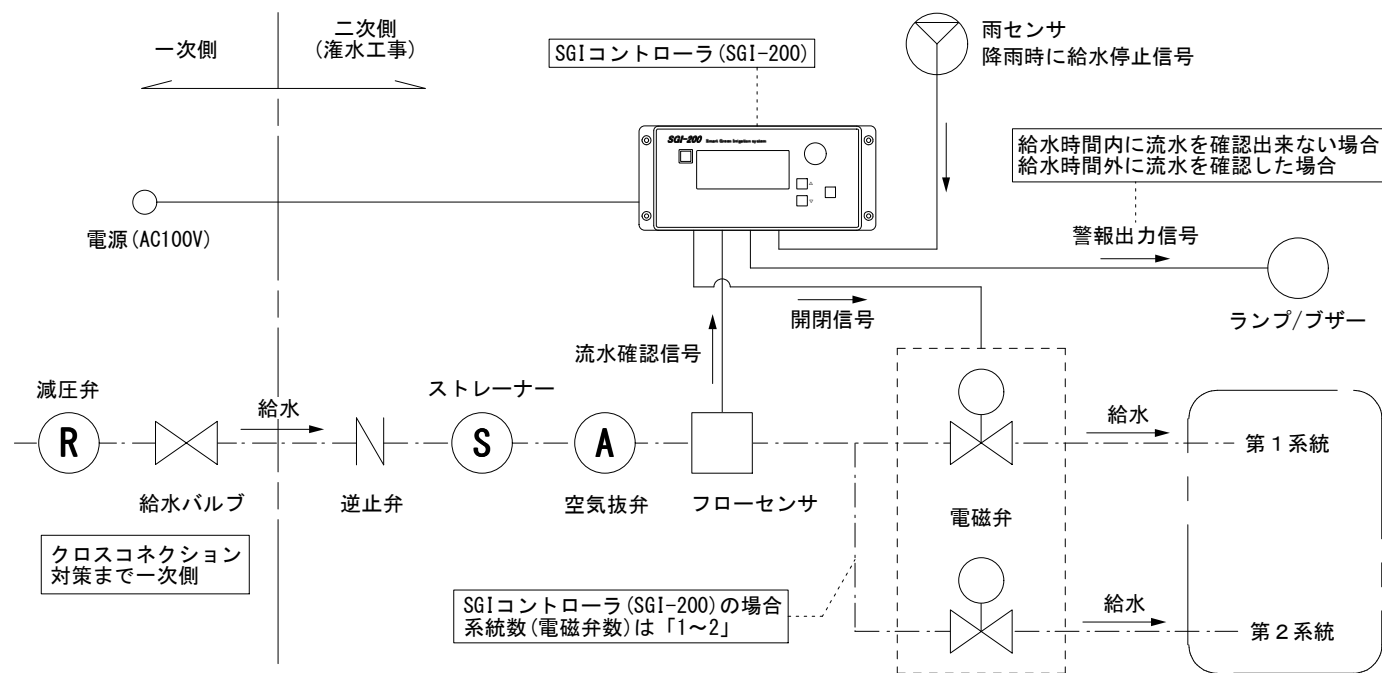 一次側
二次側
(潅水工事)
SGIコントローラ(SGI-200)
雨センサ
降雨時に給水停止信号
SGI-200 Smart Green Irrigation system
給水時間内に流水を確認出来ない場合
給水時間外に流水を確認した場合
電源(AC100V)
警報出力信号
ランプ/ブザー
開閉信号
流水確認信号
減圧弁
R
給水バルブ
給水
逆止弁
ストレーナー
S
A
空気抜弁
フローセンサ
電磁弁
給水
第1系統
クロスコネクション
対策まで一次側
SGIコントローラ(SGI-200)の場合
系統数(電磁弁数)は「1～2」
給水
第2系統